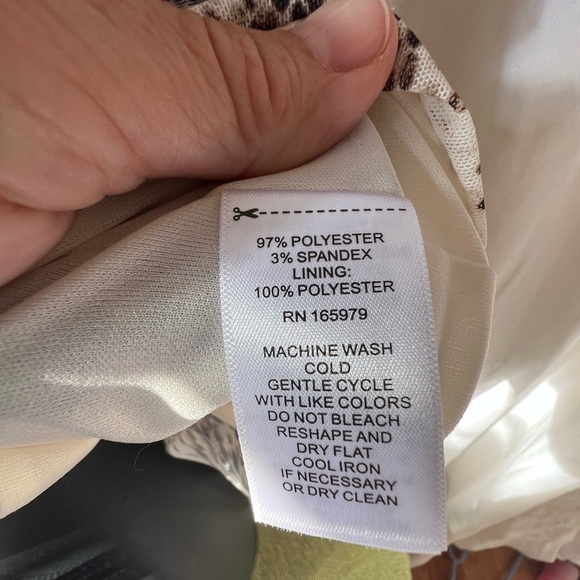 97% POLYESTER
3% SPANDEX
LINING:
100% POLYESTER
RN 165979
MACHINE WASH
COLD
GENTLE CYCLE
WITH LIKE COLORS
DO NOT BLEACH
RESHAPE AND
DRY FLAT
COOL IRON
IF NECESSARY
OR DRY CLEAN